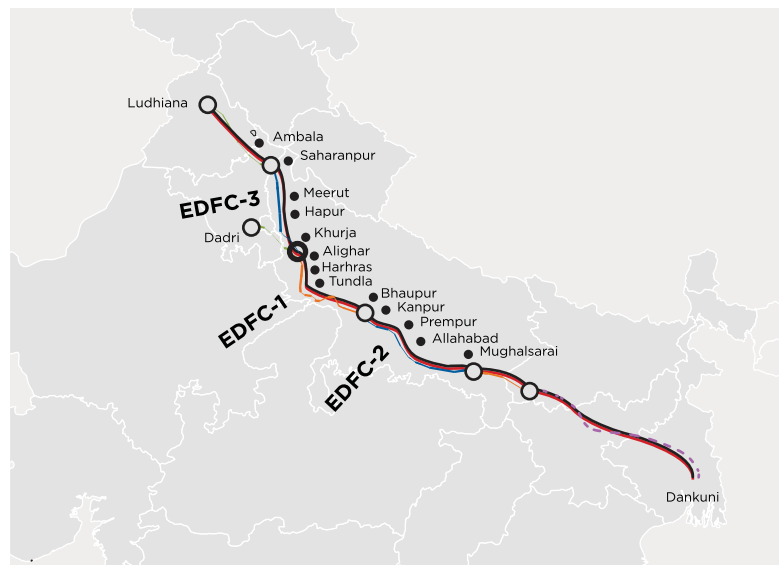 Ludhiana
Ambala
Saharanpur
Meerut
EDFC-3
Hapur
Khurja
Dadri
Alighar
Harhras
Tundla
Bhaupur
EDFC-1
Kanpur
Prempur
Allahabad
Mughalsarai
EDFC-2
Dankuni